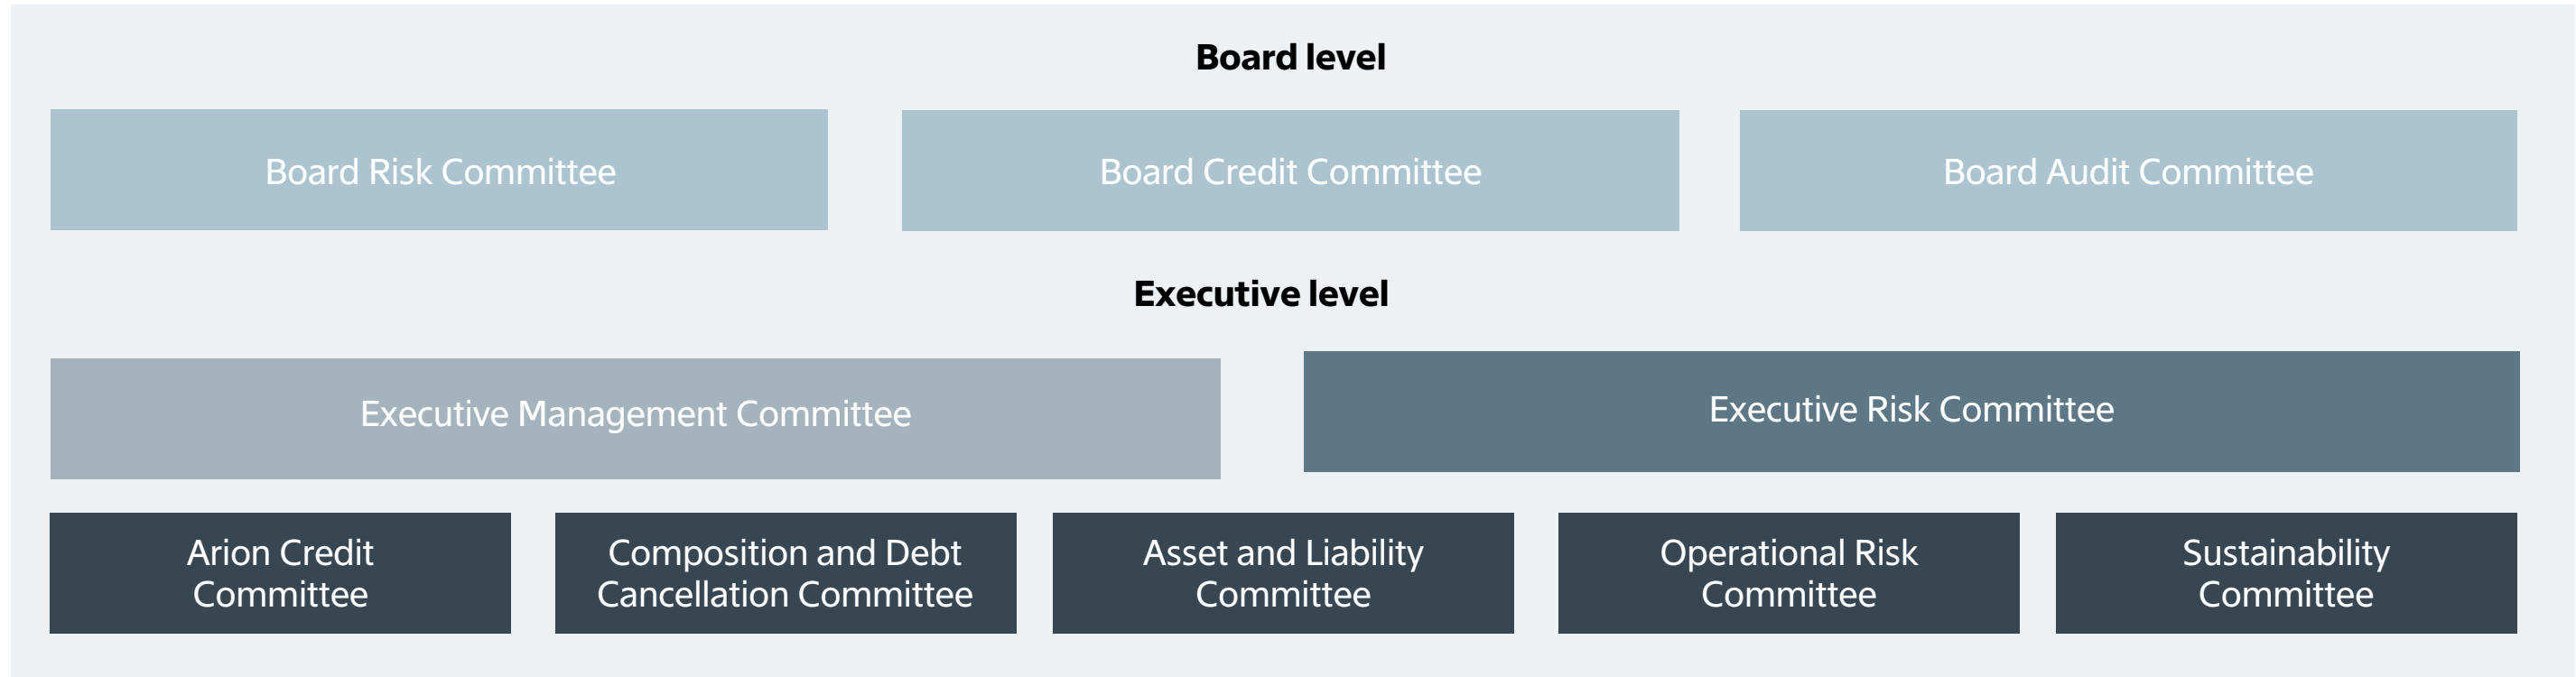 Board level
Board Risk Committee
Board Credit Committee
Board Audit Committee
Executive level
Executive Management Committee
Executive Risk Committee
Arion Credit
Committee
Composition and Debt
Cancellation Committee
Asset and Liability
Committee
Operational Risk
Committee
Sustainability
Committee